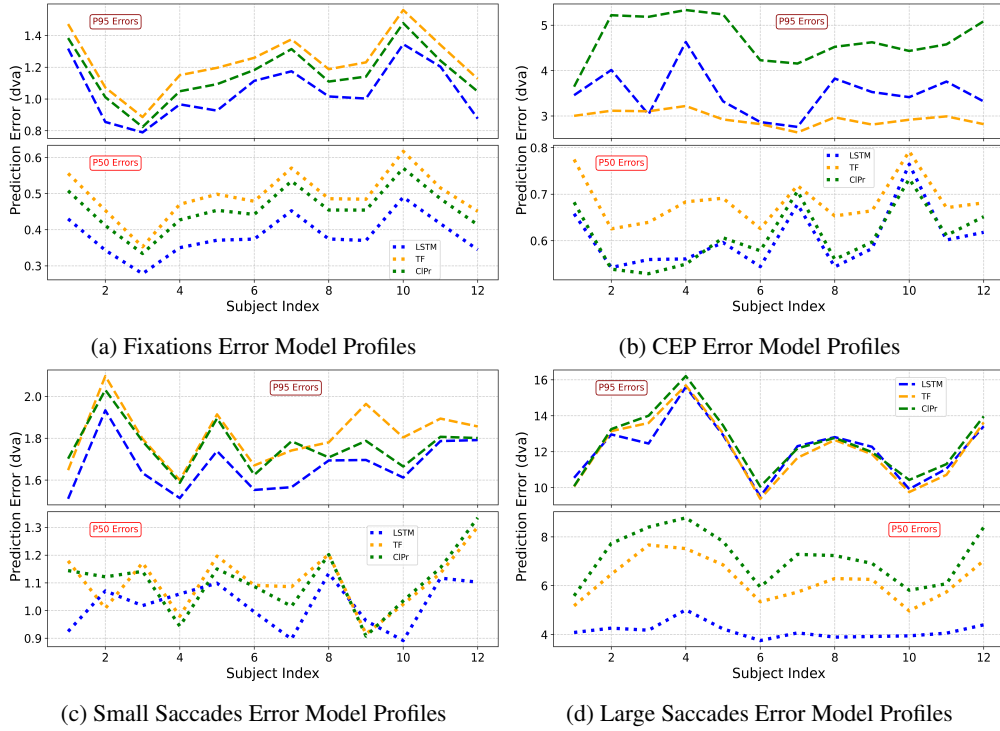 P95 Errors
1.4
1.2
1.0
0.8
P50 Errors
0.6
0.5
0.4
0.3
LSTM
TF
ClPr
Prediction Error (dva)
2 4 6 8 10 12
Subject Index
(a) Fixations Error Model Profiles
P95 Errors
5
4
3
P50 Errors
0.8
0.7
0.6
LSTM
TF
ClPr
Prediction Error (dva)
2 4 6 8 10 12
Subject Index
(b) CEP Error Model Profiles
P95 Errors
2.0
1.8
1.6
P50 Errors
1.3
1.2
1.1
1.0
0.9
LSTM
TF
ClPr
Prediction Error (dva)
2 4 6 8 10 12
Subject Index
(c) Small Saccades Error Model Profiles
P95 Errors
16
14
12
10
LSTM
TF
ClPr
P50 Errors
8
6
4
Prediction Error (dva)
2 4 6 8 10 12
Subject Index
(d) Large Saccades Error Model Profiles